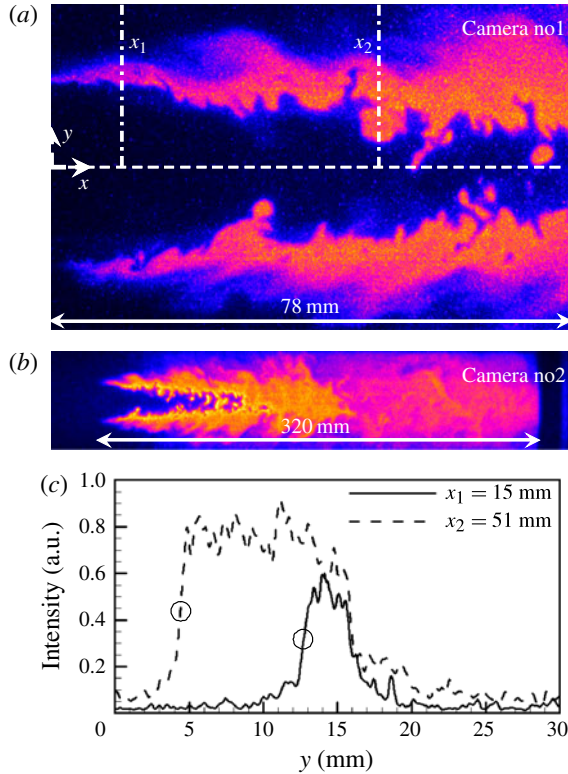 (a)
x1
x2
Camera no1
y
x
78 mm
(b)
Camera no2
320 mm
(c)
1.0
0.8
0.6
0.4
0.2
Intensity (a.u.)
x1 = 15 mm
x2 = 51 mm
0
5
10
15
20
25
30
y (mm)